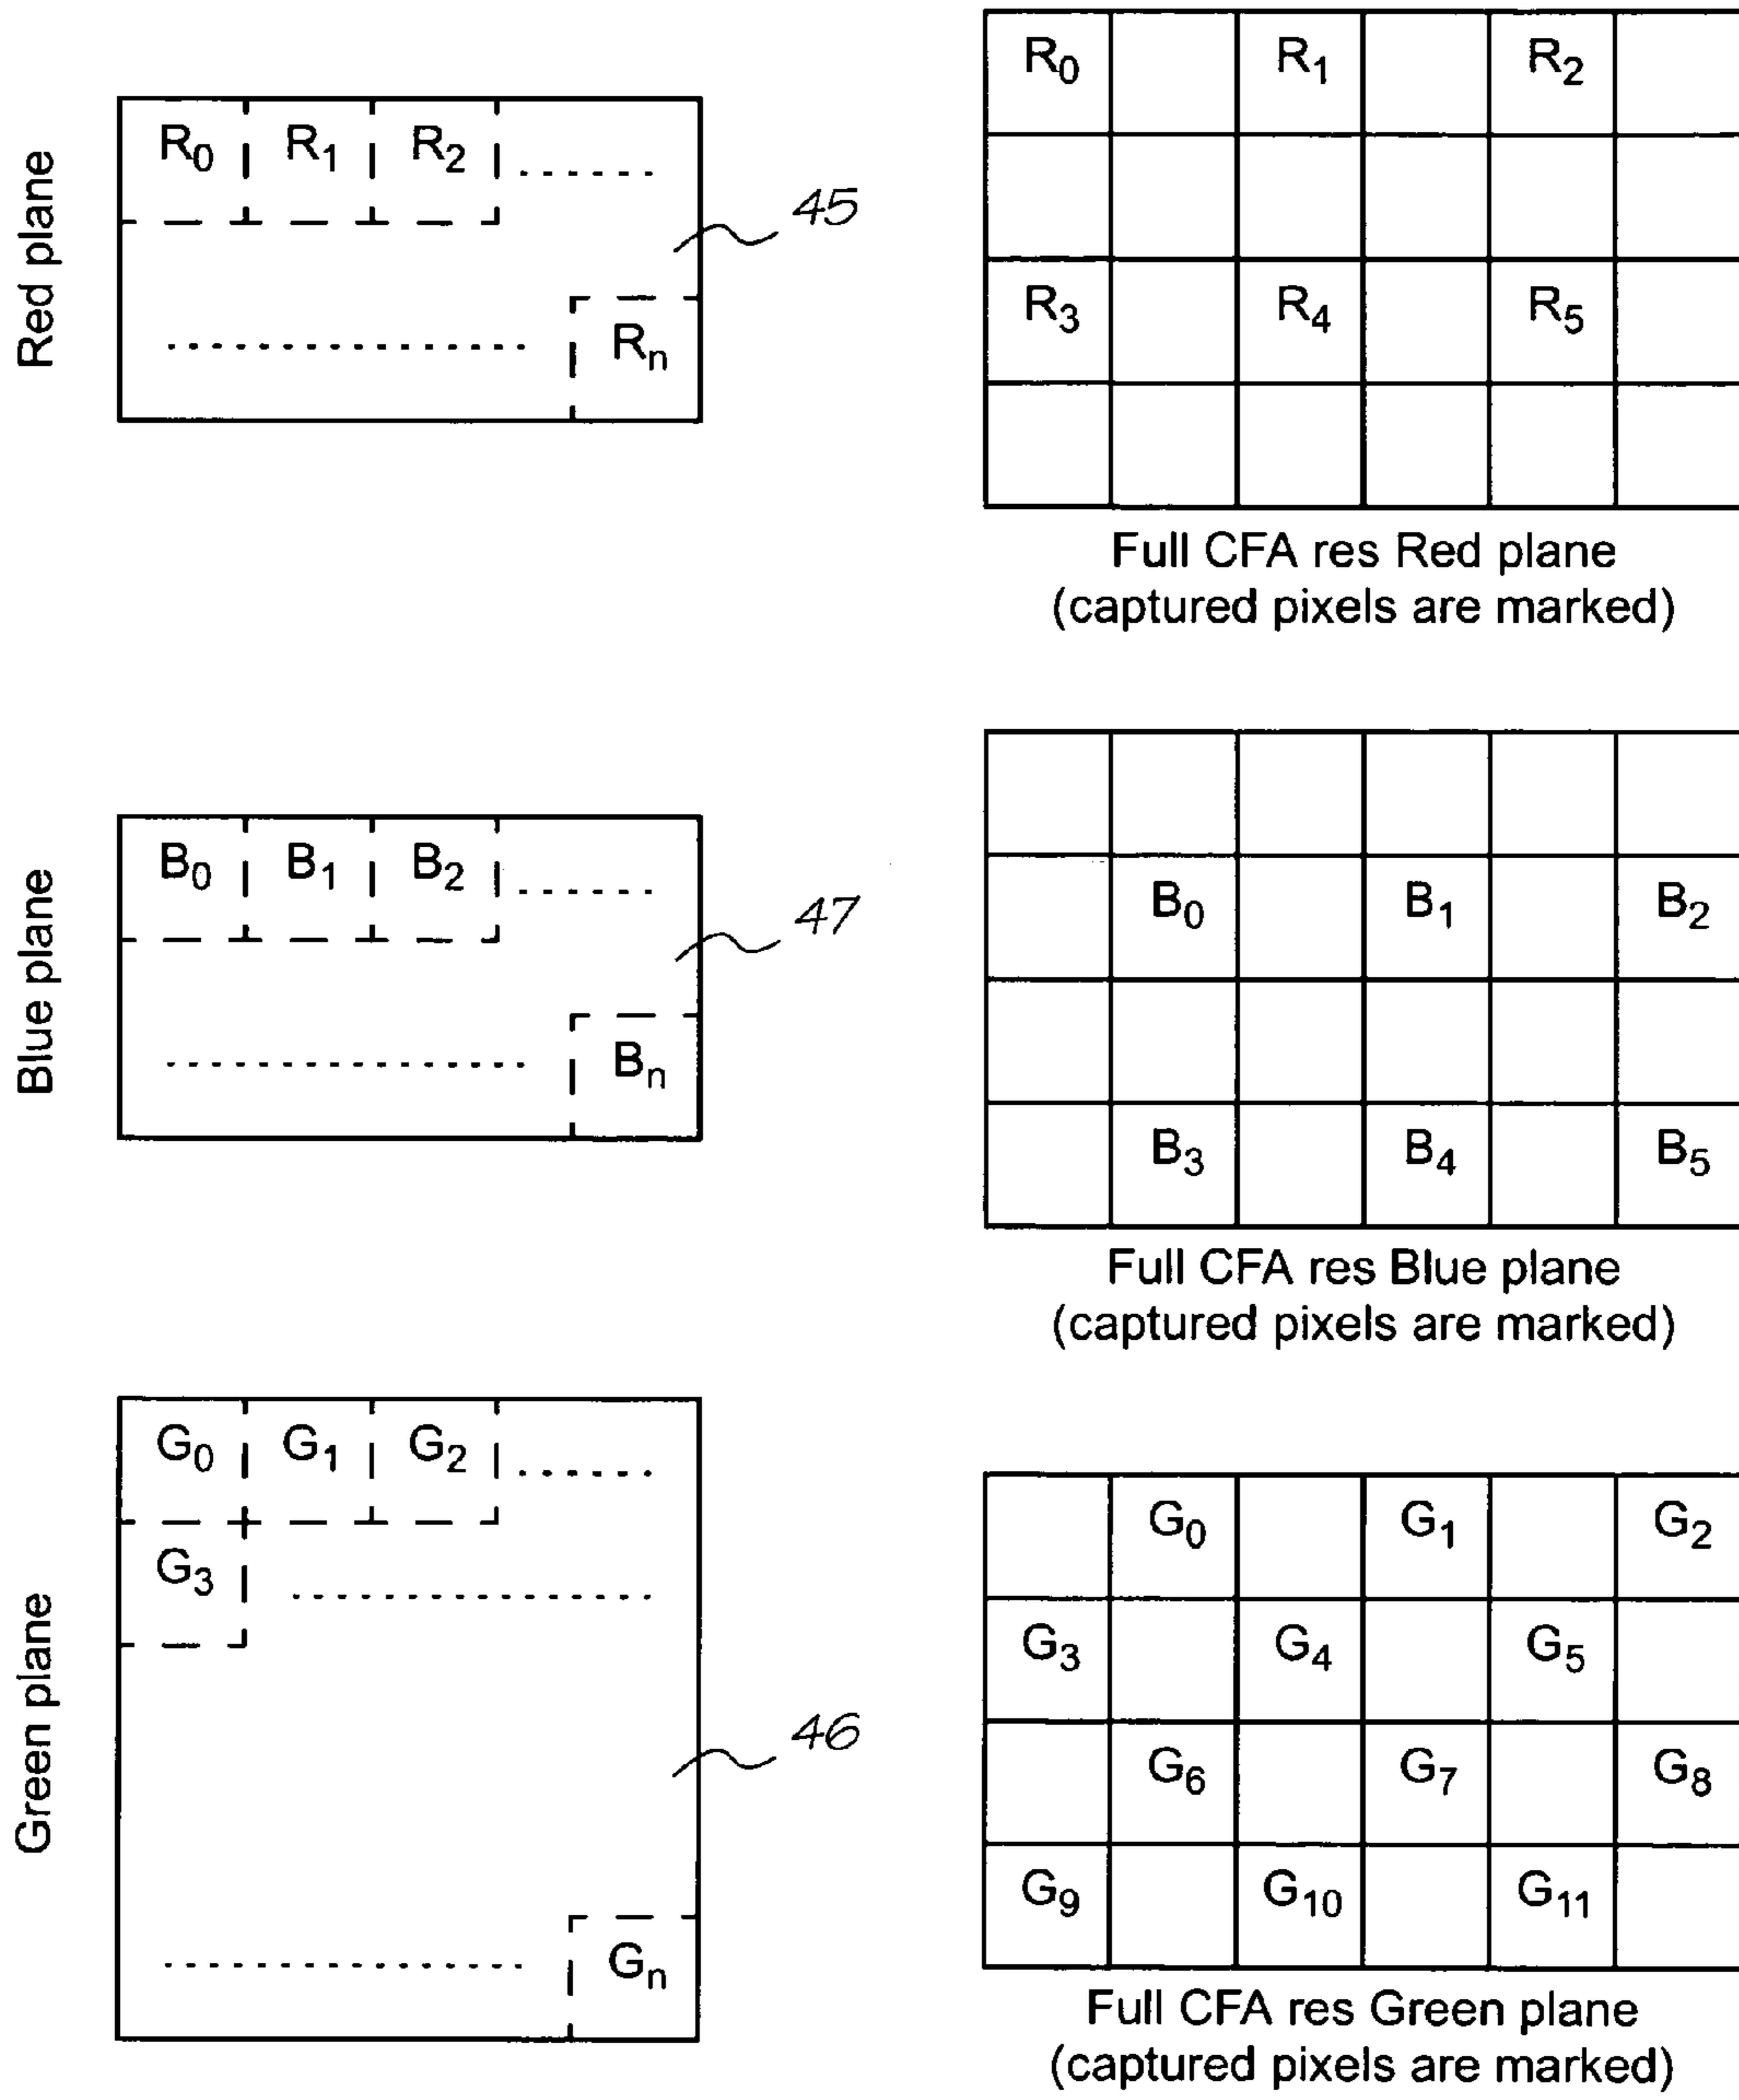 Red plane
R0 R1 R2
Rn
45
R0 R1 R2
R3 R4 R5
Full CFA res Red plane
(captured pixels are marked)
Blue plane
B0 B1 B2
Bn
47
B0 B1 B2
B3 B4 B5
Full CFA res Blue plane
(captured pixels are marked)
Green plane
G0 G1 G2
G3
Gn
46
G0 G1 G2
G3 G4 G5
G6 G7 G8
G9 G10 G11
Full CFA res Green plane
(captured pixels are marked)